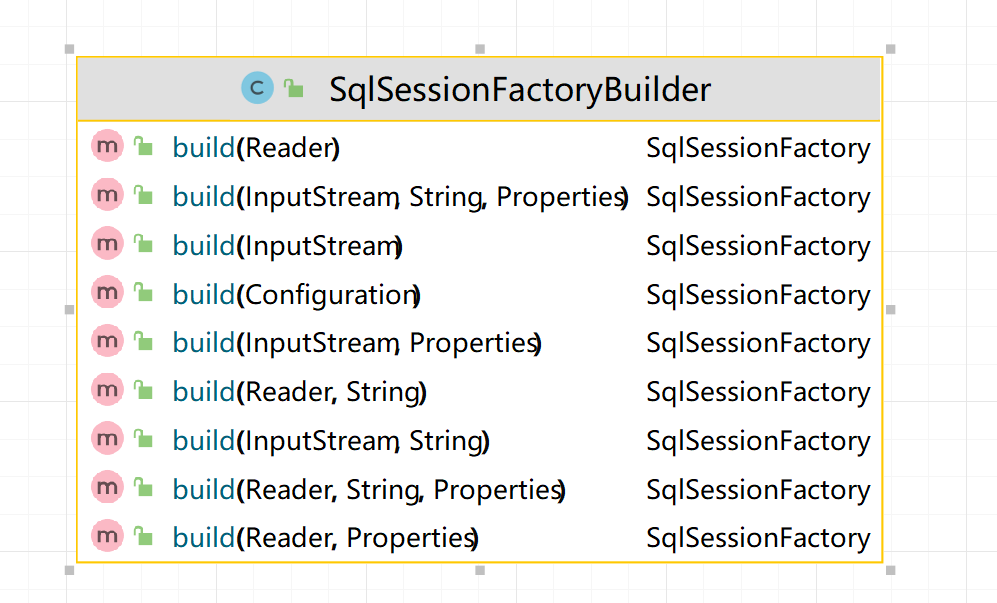 C SqlSessionFactoryBuilder
m build(Reader) SqlSessionFactory
m build(InputStream, String, Properties) SqlSessionFactory
m build(InputStream) SqlSessionFactory
m build(Configuration) SqlSessionFactory
m build(InputStream, Properties) SqlSessionFactory
m build(Reader, String) SqlSessionFactory
m build(InputStream, String) SqlSessionFactory
m build(Reader, String, Properties) SqlSessionFactory
m build(Reader, Properties) SqlSessionFactory